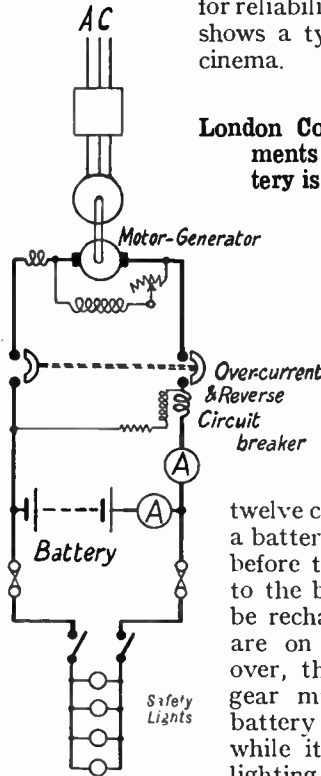 for reliabili
shows a ty
cinema.
London Co
ments
tery is
AC
Motor-Generator
Over-current
& Reverse
Circuit
breaker
A
A
Battery
Safety
Lights
twelve c
a batter
before t
to the b
be recha
are on
over, th
gear m
battery
while it
lighting